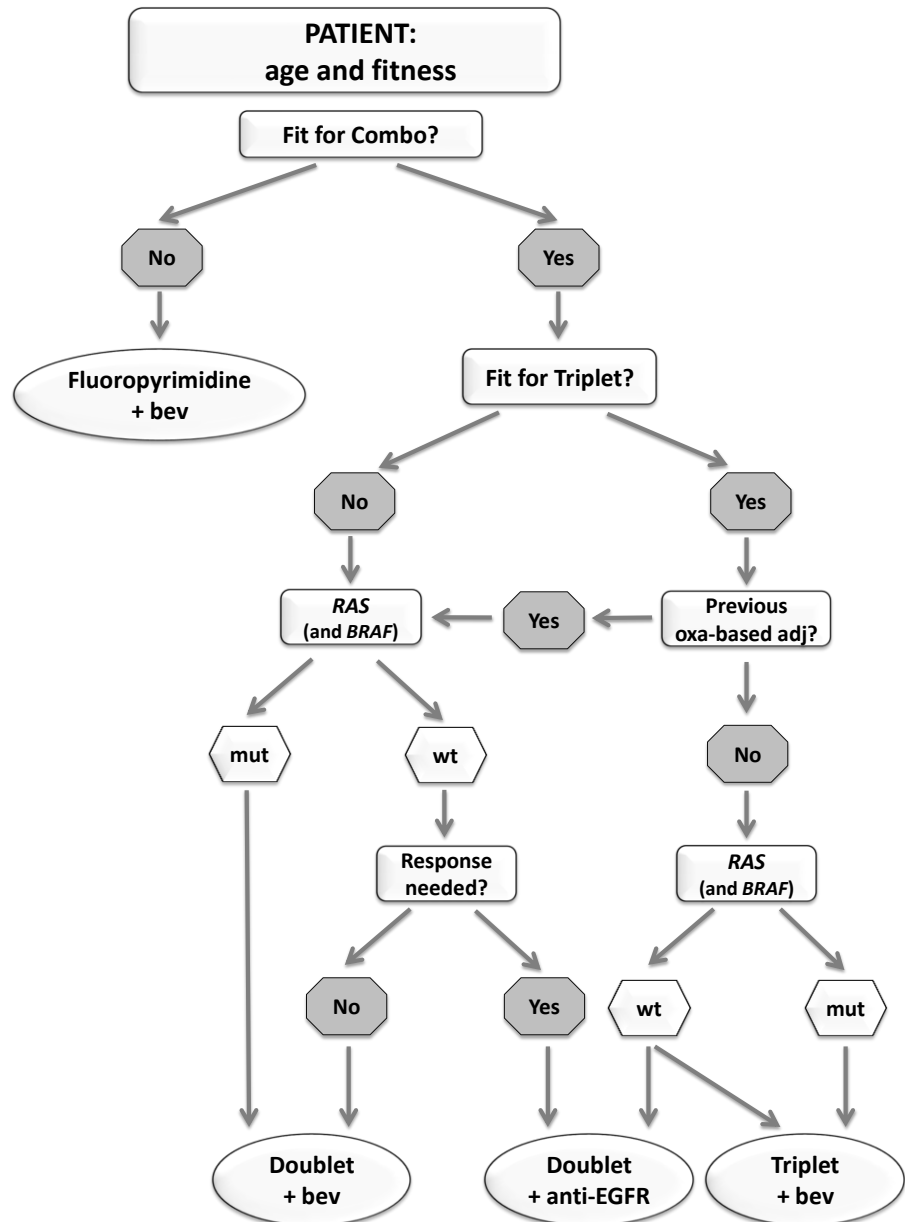 PATIENT:
age and fitness
Fit for Combo?
No
Yes
Fluoropyrimidine
+ bev
Fit for Triplet?
No
Yes
RAS
(and BRAF)
Yes
Previous
oxa-based adj?
mut
wt
No
Response
needed?
RAS
(and BRAF)
No
Yes
wt
mut
Doublet
+ bev
Doublet
+ anti-EGFR
Triplet
+ bev